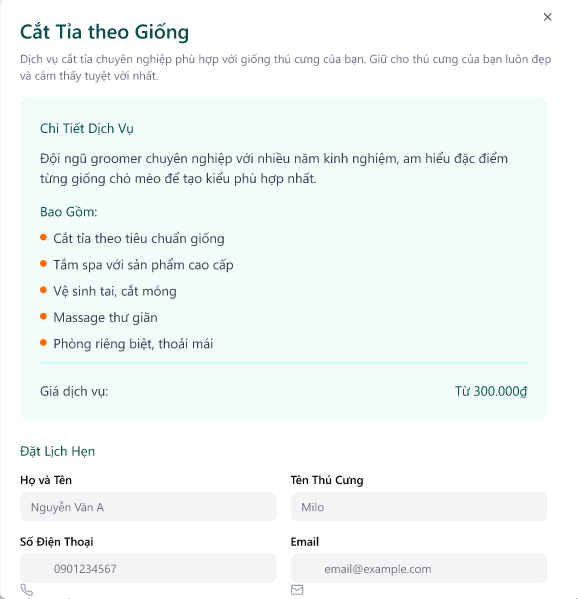 Cắt Tỉa theo Giống
Dịch vụ cắt tỉa chuyên nghiệp phù hợp với giống thú cưng của bạn. Giữ cho thú cưng của bạn luôn đẹp
và cảm thấy tuyệt vời nhất.
Chi Tiết Dịch Vụ
Đội ngũ groomer chuyên nghiệp với nhiều năm kinh nghiệm, am hiểu đặc điểm
từng giống chó mèo để tạo kiểu phù hợp nhất.
Bao Gồm:
Cắt tỉa theo tiêu chuẩn giống
Tắm spa với sản phẩm cao cấp
Vệ sinh tai, cắt móng
Massage thư giãn
Phòng riêng biệt, thoải mái
Giá dịch vụ: Từ 300.000₫
Đặt Lịch Hẹn
Họ và Tên Tên Thú Cưng
Nguyễn Văn A Milo
Số Điện Thoại Email
0901234567 email@example.com